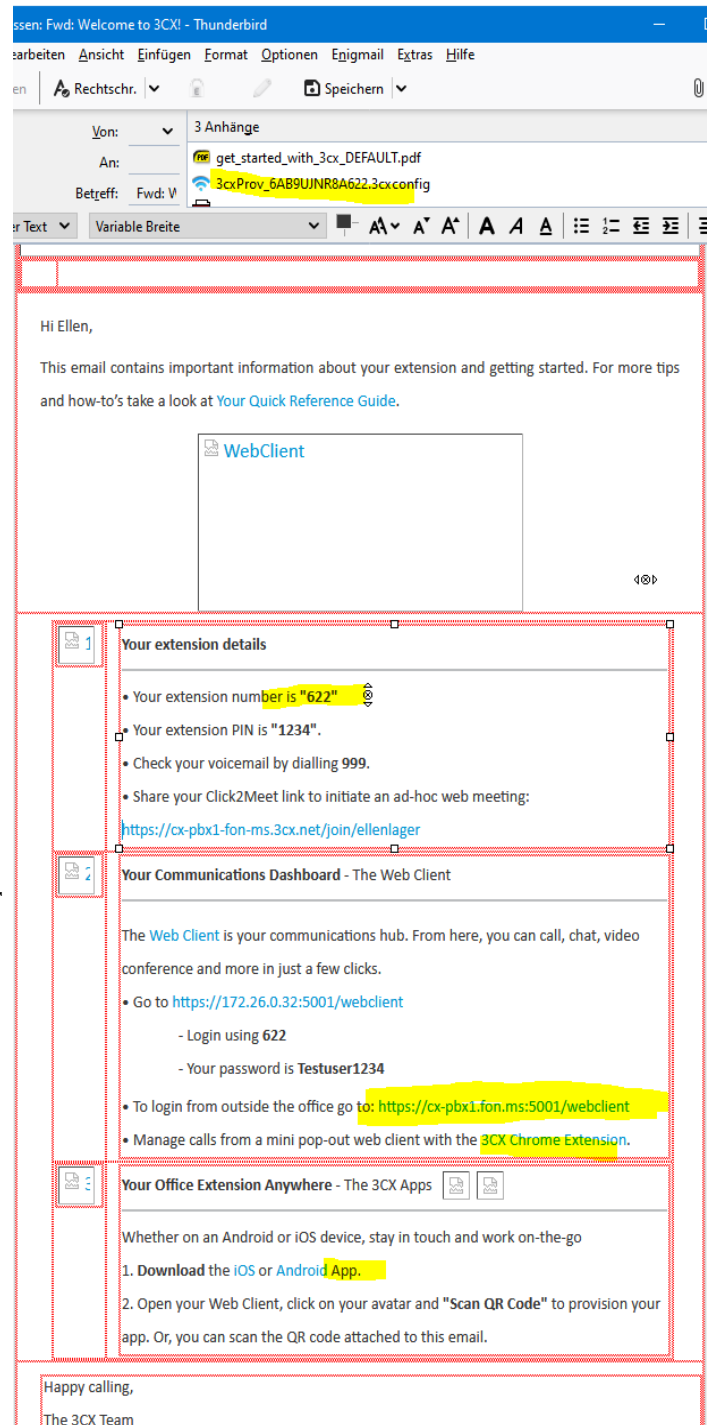 ssen: Fwd: Welcome to 3CX! - Thunderbird
earbeiten Ansicht Einfügen Format Optionen Enigmail Extras Hilfe
en Rechtschr. Speichern
Von: 3 Anhänge
An: get_started_with_3cx_DEFAULT.pdf
Betreff: Fwd: W 3cxProv_6AB9UJNR8A622.3cxconfig
er Text Variable Breite
Hi Ellen,
This email contains important information about your extension and getting started. For more tips
and how-to's take a look at Your Quick Reference Guide.
WebClient
1 Your extension details
• Your extension number is "622"
• Your extension PIN is "1234".
• Check your voicemail by dialling 999.
• Share your Click2Meet link to initiate an ad-hoc web meeting:
https://cx-pbx1-fon-ms.3cx.net/join/ellenlager
2 Your Communications Dashboard - The Web Client
The Web Client is your communications hub. From here, you can call, chat, video
conference and more in just a few clicks.
• Go to https://172.26.0.32:5001/webclient
- Login using 622
- Your password is Testuser1234
• To login from outside the office go to: https://cx-pbx1.fon.ms:5001/webclient
• Manage calls from a mini pop-out web client with the 3CX Chrome Extension.
3 Your Office Extension Anywhere - The 3CX Apps
Whether on an Android or iOS device, stay in touch and work on-the-go
1. Download the iOS or Android App.
2. Open your Web Client, click on your avatar and "Scan QR Code" to provision your
app. Or, you can scan the QR code attached to this email.
Happy calling,
The 3CX Team